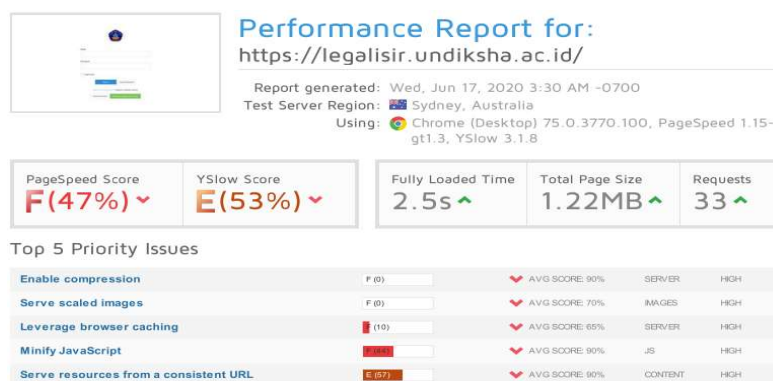 Performance Report for:
https://legalisir.undiksha.ac.id/
Report generated: Wed, Jun 17, 2020 3:30 AM -0700
Test Server Region: Sydney, Australia
Using: Chrome (Desktop) 75.0.3770.100, PageSpeed 1.15-
gt1.3, YSlow 3.1.8
PageSpeed Score YSlow Score Fully Loaded Time Total Page Size Requests
F(47%) E(53%) 2.5s 1.22MB 33
Top 5 Priority Issues
Enable compression F (0) AVG SCORE: 90% SERVER HIGH
Serve scaled images F (0) AVG SCORE: 70% IMAGES HIGH
Leverage browser caching F (10) AVG SCORE: 65% SERVER HIGH
Minify JavaScript AVG SCORE: 90% JS HIGH
Serve resources from a consistent URL E (57) AVG SCORE: 90% CONTENT HIGH